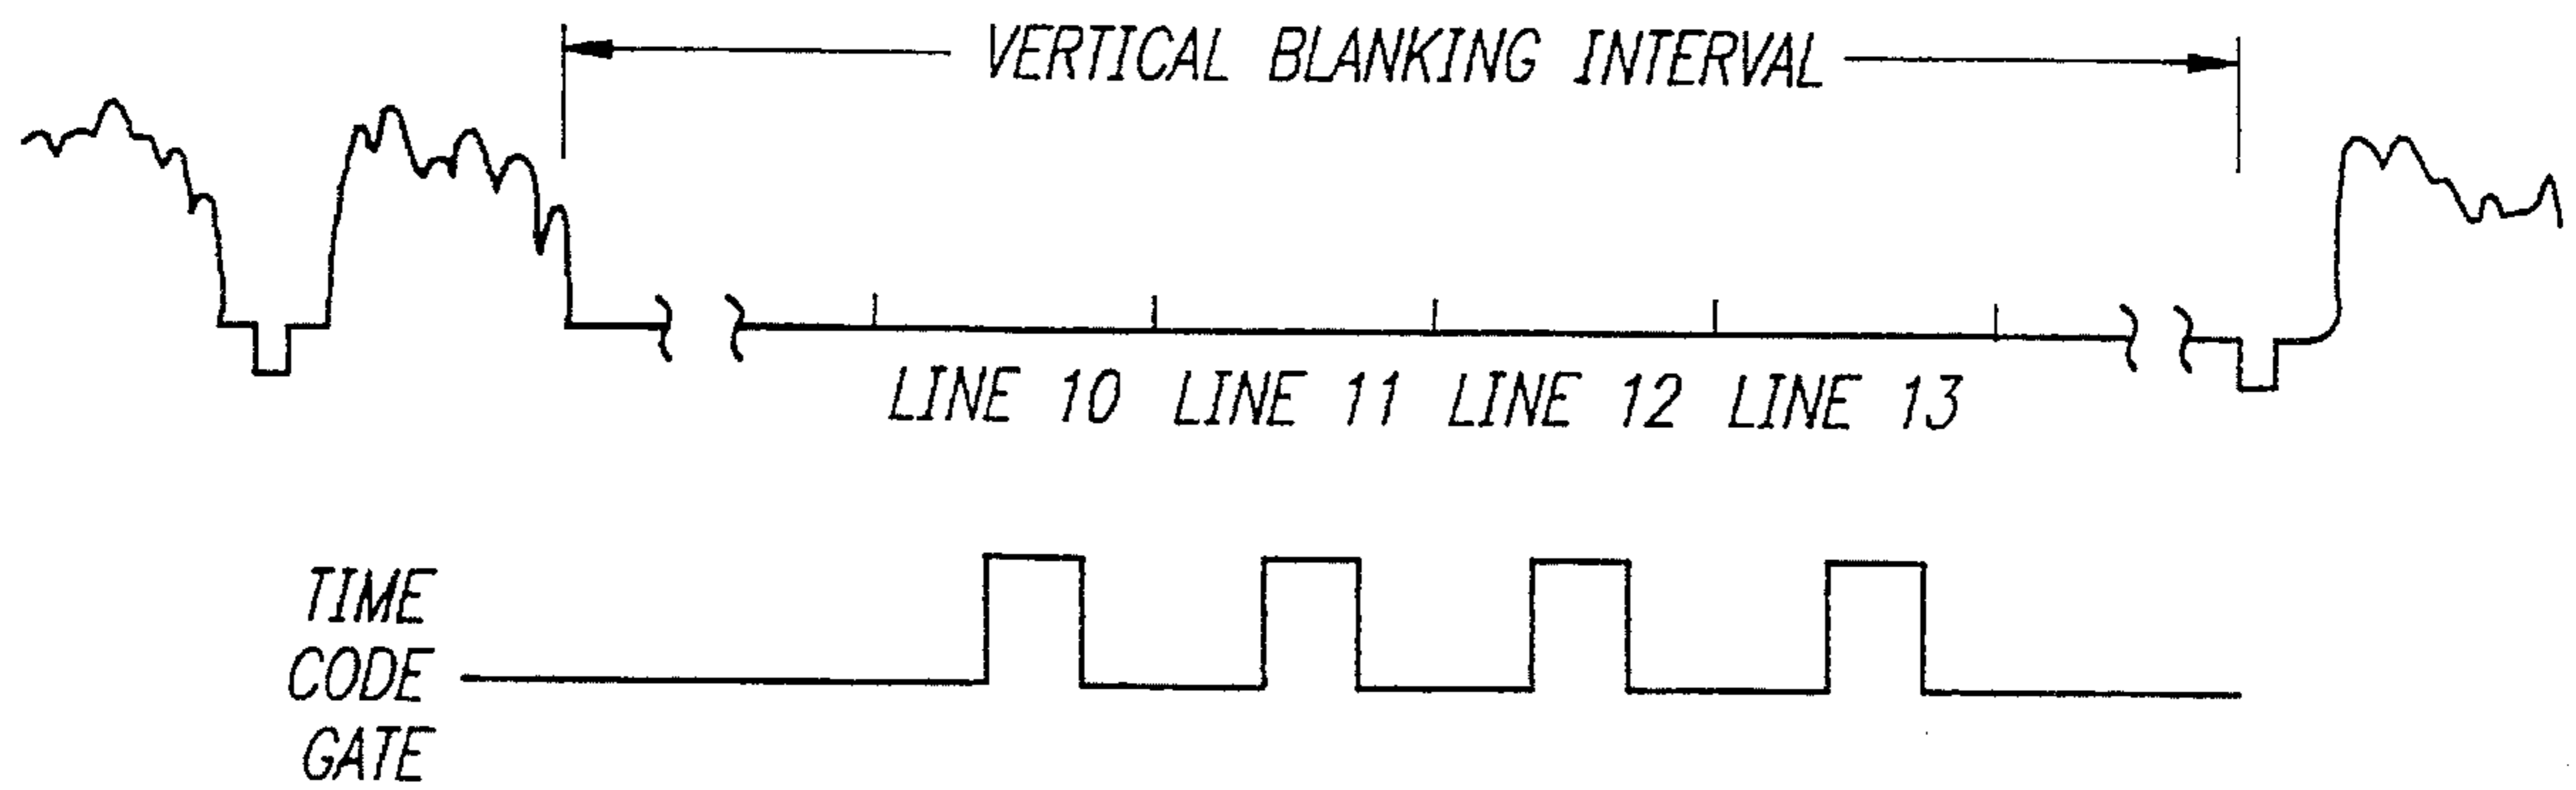 VERTICAL BLANKING INTERVAL
LINE 10 LINE 11 LINE 12 LINE 13
TIME
CODE
GATE